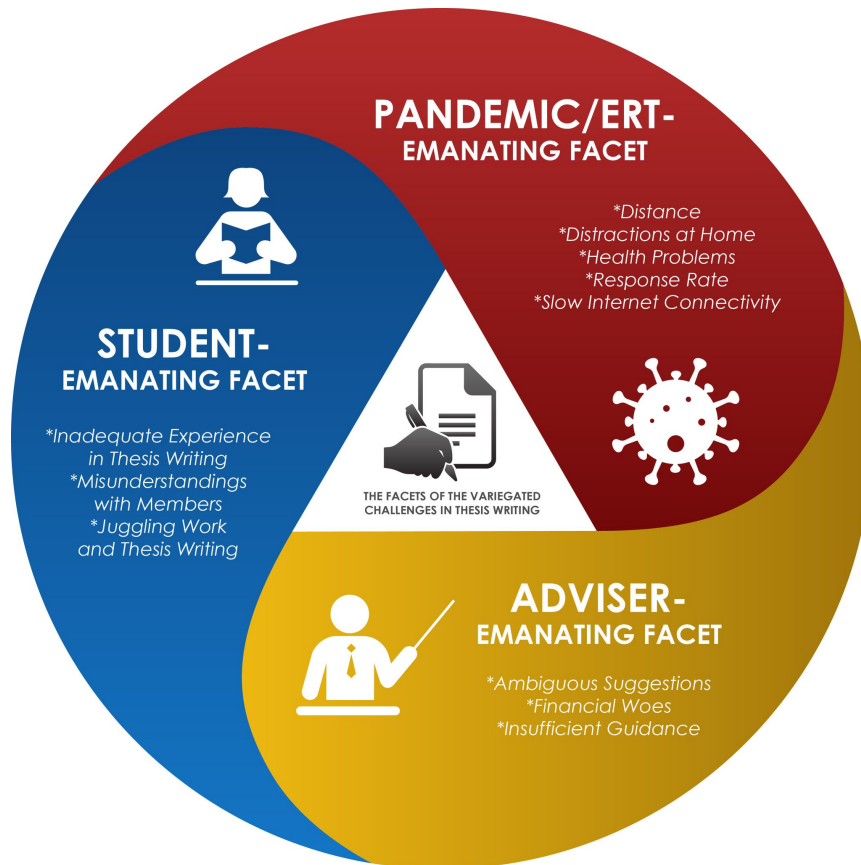 PANDEMIC/ERT-
EMANATING FACET
*Distance
*Distractions at Home
*Health Problems
*Response Rate
*Slow Internet Connectivity
STUDENT-
EMANATING FACET
*Inadequate Experience
in Thesis Writing
*Misunderstandings
with Members
*Juggling Work
and Thesis Writing
THE FACETS OF THE VARIEGATED
CHALLENGES IN THESIS WRITING
ADVISER-
EMANATING FACET
*Ambiguous Suggestions
*Financial Woes
*Insufficient Guidance